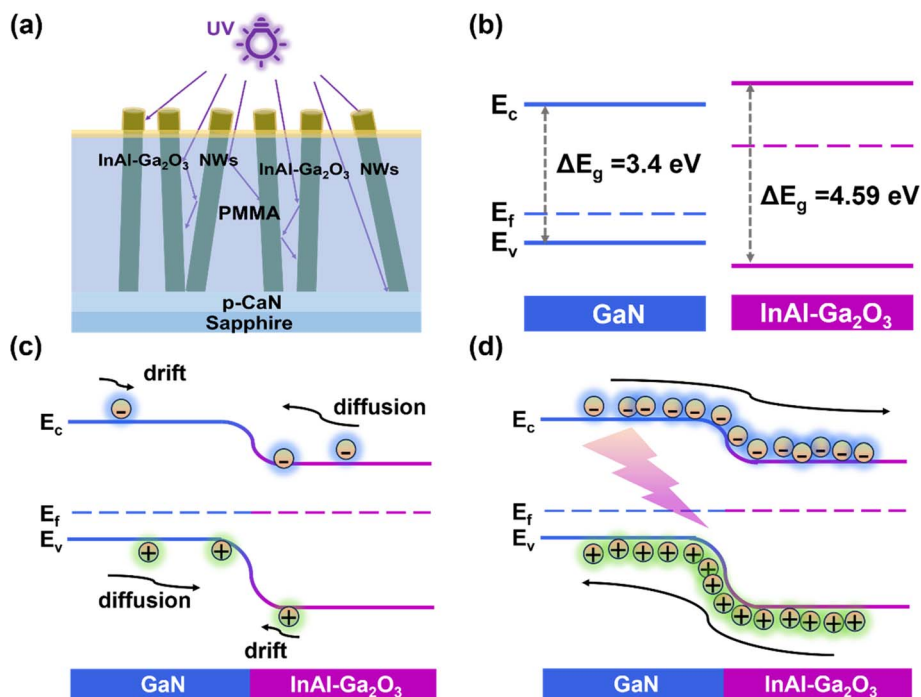 (a)
UV
InAl-Ga₂O₃ NWs InAl-Ga₂O₃ NWs
PMMA
p-CaN
Sapphire
(b)
Ec
ΔEg =3.4 eV
Ef
Ev
ΔEg =4.59 eV
GaN
InAl-Ga₂O₃
(c)
drift
diffusion
Ec
Ef
Ev
diffusion
drift
GaN
InAl-Ga₂O₃
(d)
Ec
Ef
Ev
GaN
InAl-Ga₂O₃